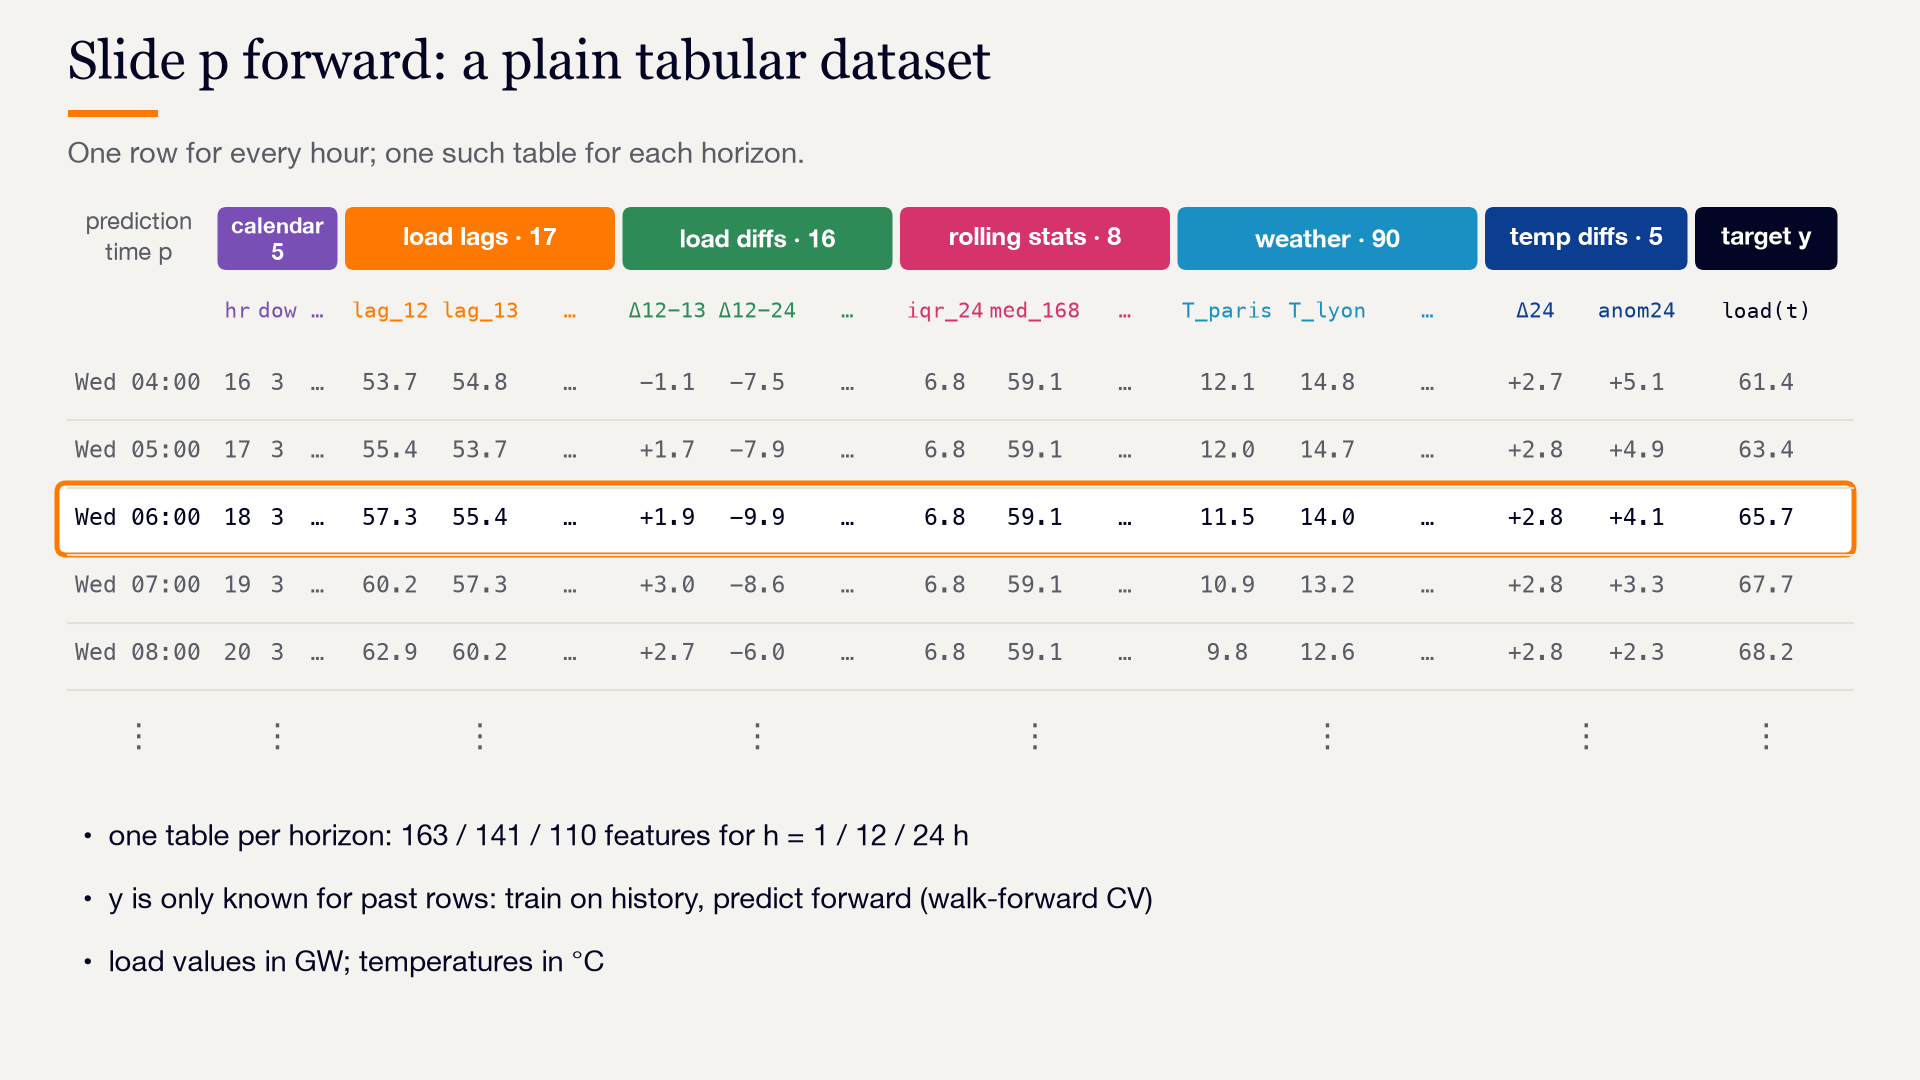 Slide p forward: a plain tabular dataset
One row for every hour; one such table for each horizon.
prediction time p calendar 5 load lags · 17 load diffs · 16 rolling stats · 8 weather · 90 temp diffs · 5 target y
hr dow … lag_12 lag_13 … Δ12−13 Δ12−24 … iqr_24 med_168 … T_paris T_lyon … Δ24 anom24 load(t)
Wed 04:00 16 3 … 53.7 54.8 … −1.1 −7.5 … 6.8 59.1 … 12.1 14.8 … +2.7 +5.1 61.4
Wed 05:00 17 3 … 55.4 53.7 … +1.7 −7.9 … 6.8 59.1 … 12.0 14.7 … +2.8 +4.9 63.4
Wed 06:00 18 3 … 57.3 55.4 … +1.9 −9.9 … 6.8 59.1 … 11.5 14.0 … +2.8 +4.1 65.7
Wed 07:00 19 3 … 60.2 57.3 … +3.0 −8.6 … 6.8 59.1 … 10.9 13.2 … +2.8 +3.3 67.7
Wed 08:00 20 3 … 62.9 60.2 … +2.7 −6.0 … 6.8 59.1 … 9.8 12.6 … +2.8 +2.3 68.2
⋮ ⋮ ⋮ ⋮ ⋮ ⋮ ⋮ ⋮
• one table per horizon: 163 / 141 / 110 features for h = 1 / 12 / 24 h
• y is only known for past rows: train on history, predict forward (walk-forward CV)
• load values in GW; temperatures in °C